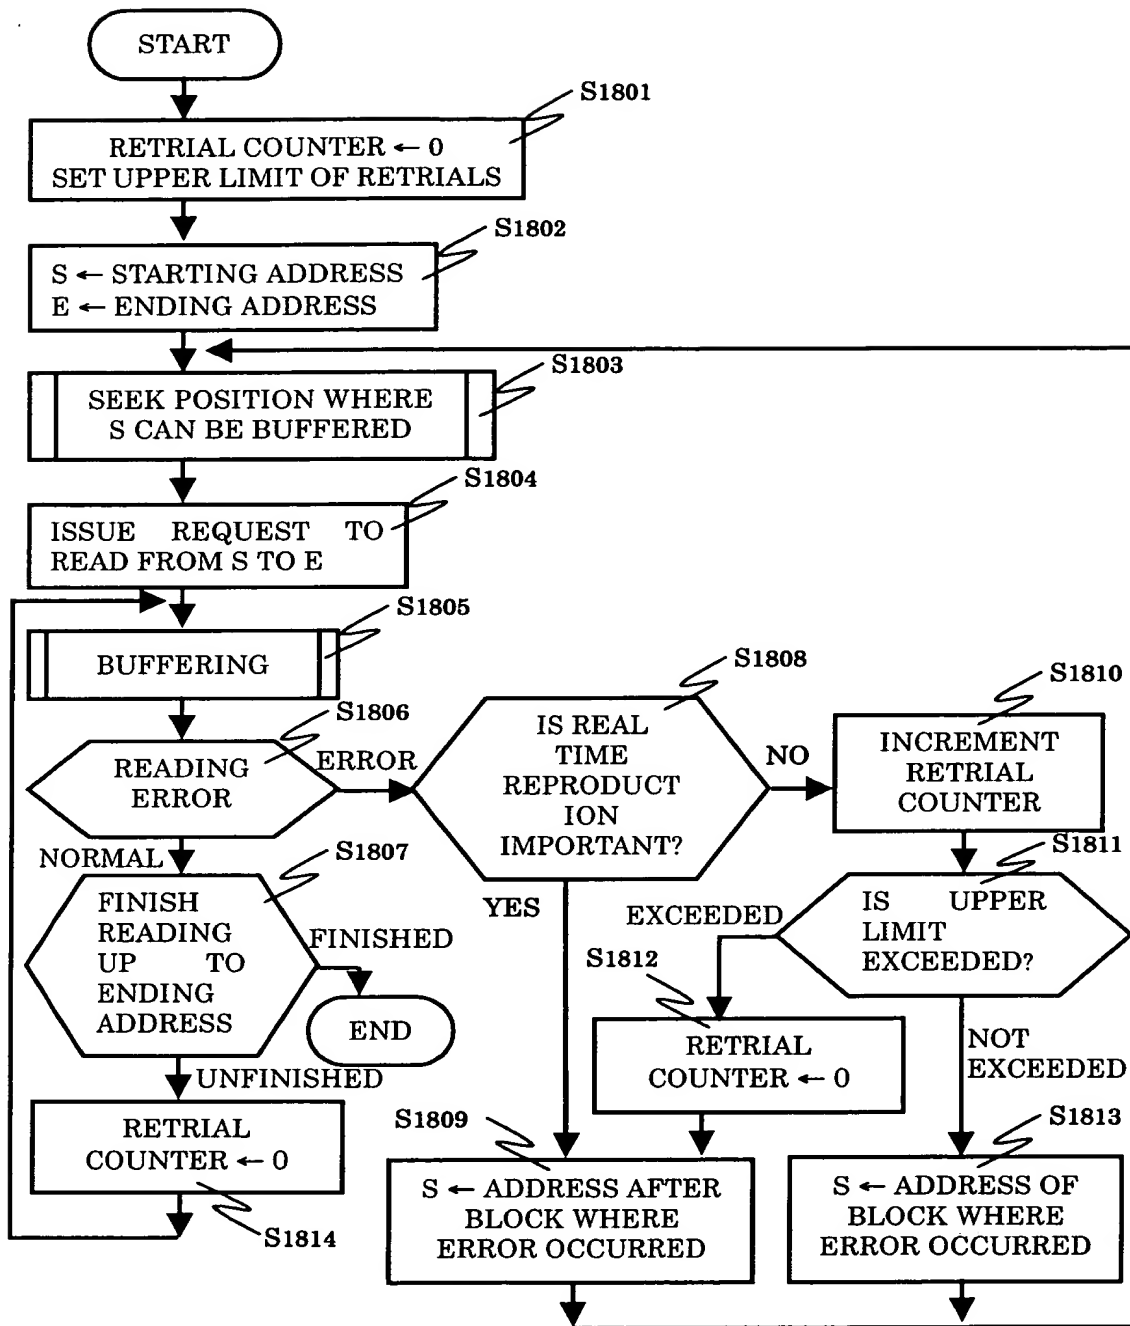 START
S1801
RETRIAL COUNTER ← 0
SET UPPER LIMIT OF RETRIALS
S1802
S ← STARTING ADDRESS
E ← ENDING ADDRESS
S1803
SEEK POSITION WHERE
S CAN BE BUFFERED
S1804
ISSUE REQUEST TO
READ FROM S TO E
S1805
BUFFERING
S1806
READING
ERROR
ERROR
NORMAL
S1807
FINISH
READING
UP TO
ENDING
ADDRESS
FINISHED
END
UNFINISHED
RETRIAL
COUNTER ← 0
S1814
S1808
IS REAL
TIME
REPRODUCT
ION
IMPORTANT?
NO
YES
S1810
INCREMENT
RETRIAL
COUNTER
S1811
IS UPPER
LIMIT
EXCEEDED?
EXCEEDED
S1812
RETRIAL
COUNTER ← 0
NOT
EXCEEDED
S1809
S ← ADDRESS AFTER
BLOCK WHERE
ERROR OCCURRED
S1813
S ← ADDRESS OF
BLOCK WHERE
ERROR OCCURRED